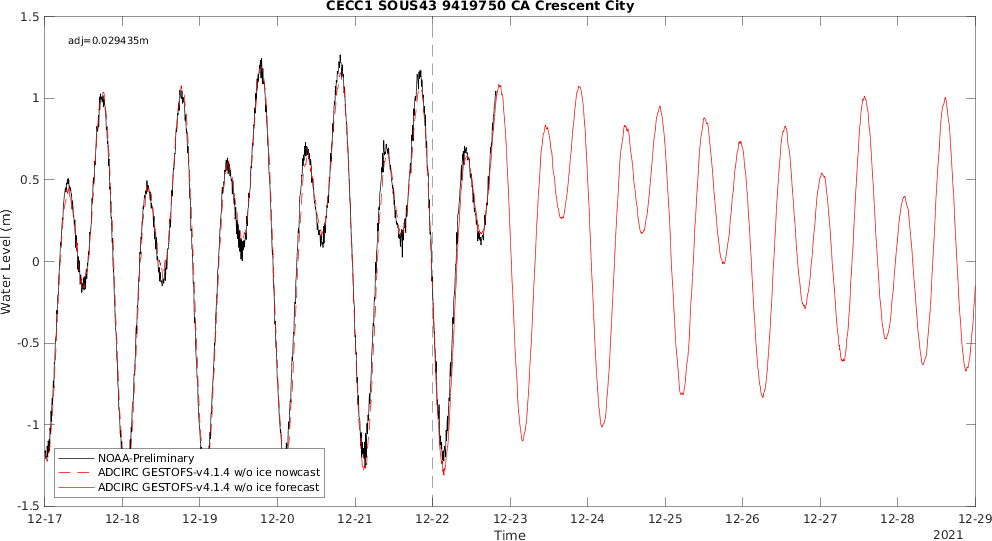 CECC1 SOUS43 9419750 CA Crescent City
adj=0.029435m
1.5
1
0.5
0
-0.5
-1
-1.5
Water Level (m)
NOAA-Preliminary
ADCIRC GESTOFS-v4.1.4 w/o ice nowcast
ADCIRC GESTOFS-v4.1.4 w/o ice forecast
12-17 12-18 12-19 12-20 12-21 12-22 12-23 12-24 12-25 12-26 12-27 12-28 12-29
Time
2021